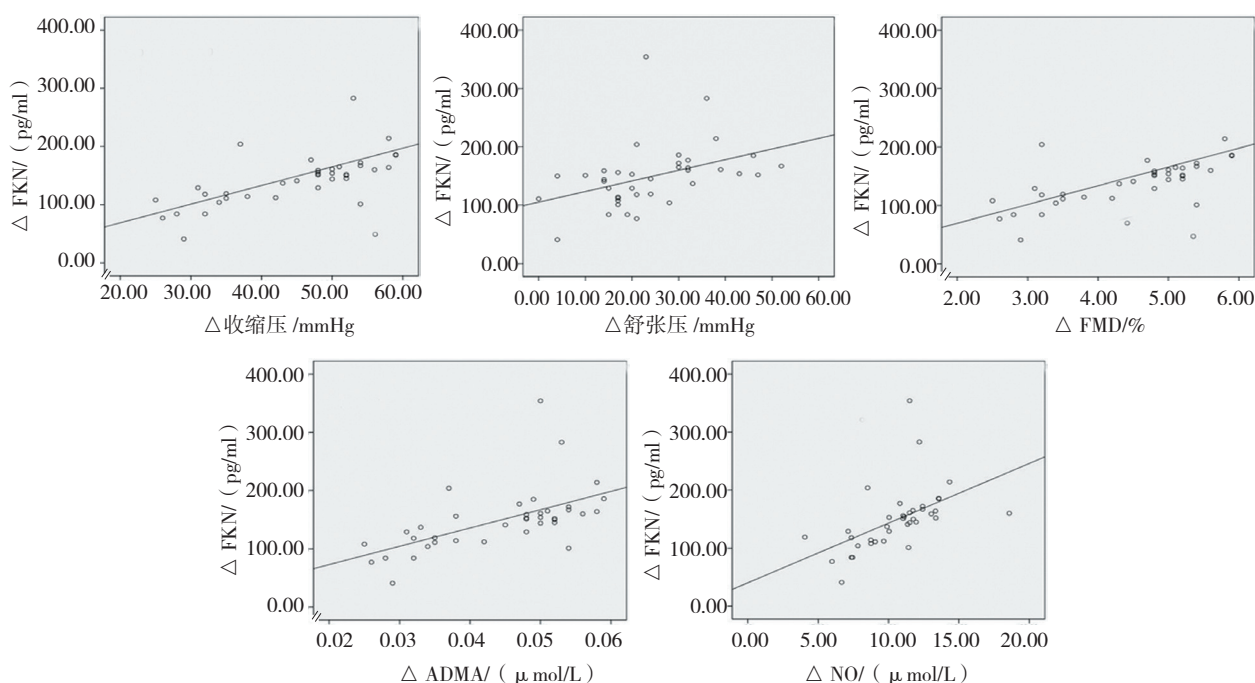 400.00
300.00
200.00
100.00
0.00
△ FKN/（pg/ml）
20.00 30.00 40.00 50.00 60.00
△收缩压 /mmHg
400.00
300.00
200.00
100.00
0.00
△ FKN/（pg/ml）
0.00 10.00 20.00 30.00 40.00 50.00 60.00
△舒张压 /mmHg
400.00
300.00
200.00
100.00
0.00
△ FKN/（pg/ml）
2.00 3.00 4.00 5.00 6.00
△ FMD/%
400.00
300.00
200.00
100.00
0.00
△ FKN/（pg/ml）
0.02 0.03 0.04 0.05 0.06
△ ADMA/（ μ mol/L）
400.00
300.00
200.00
100.00
0.00
△ FKN/（pg/ml）
0.00 5.00 10.00 15.00 20.00
△ NO/（ μ mol/L）